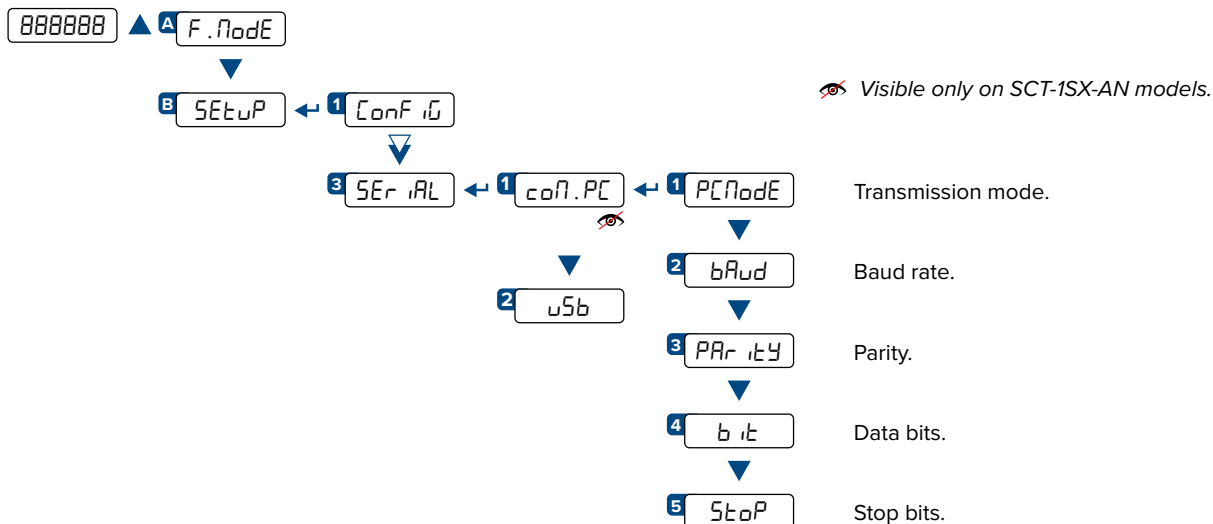 888888 A F.ModE
B SEtuP 1 ConFiG
Visible only on SCT-1SX-AN models.
3 SEriAL 1 coM.PC 1 PCModE Transmission mode.
2 bAud Baud rate.
2 uSb
3 PAritY Parity.
4 bit Data bits.
5 StoP Stop bits.